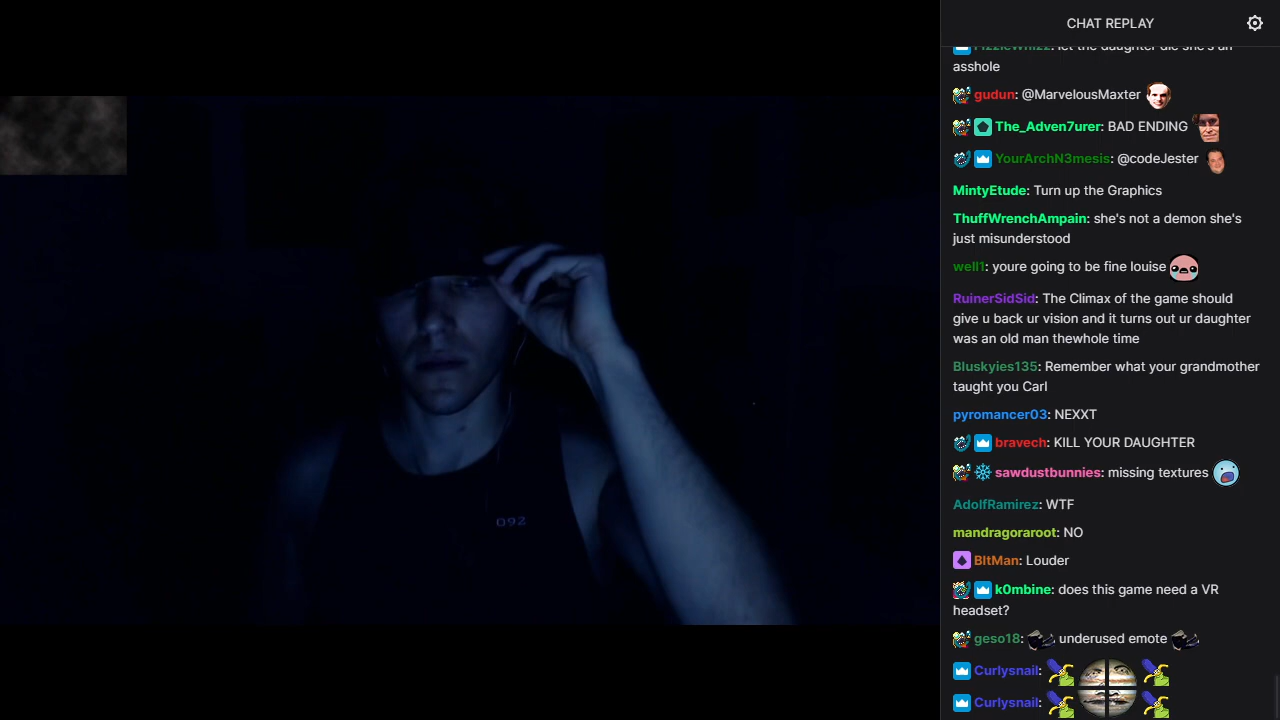 CHAT REPLAY
let the daughter die she's an
asshole
gudun: @MarvelousMaxter
The_Adven7urer: BAD ENDING
YourArchN3mesis: @codeJester
MintyEtude: Turn up the Graphics
ThuffWrenchAmpain: she's not a demon she's
just misunderstood
well1: youre going to be fine louise
RuinerSidSid: The Climax of the game should
give u back ur vision and it turns out ur daughter
was an old man thewhole time
Bluskyies135: Remember what your grandmother
taught you Carl
pyromancer03: NEXXT
bravech: KILL YOUR DAUGHTER
sawdustbunnies: missing textures
AdolfRamirez: WTF
mandragoraroot: NO
BltMan: Louder
k0mbine: does this game need a VR
headset?
geso18: underused emote
Curlysnail:
Curlysnail:
092